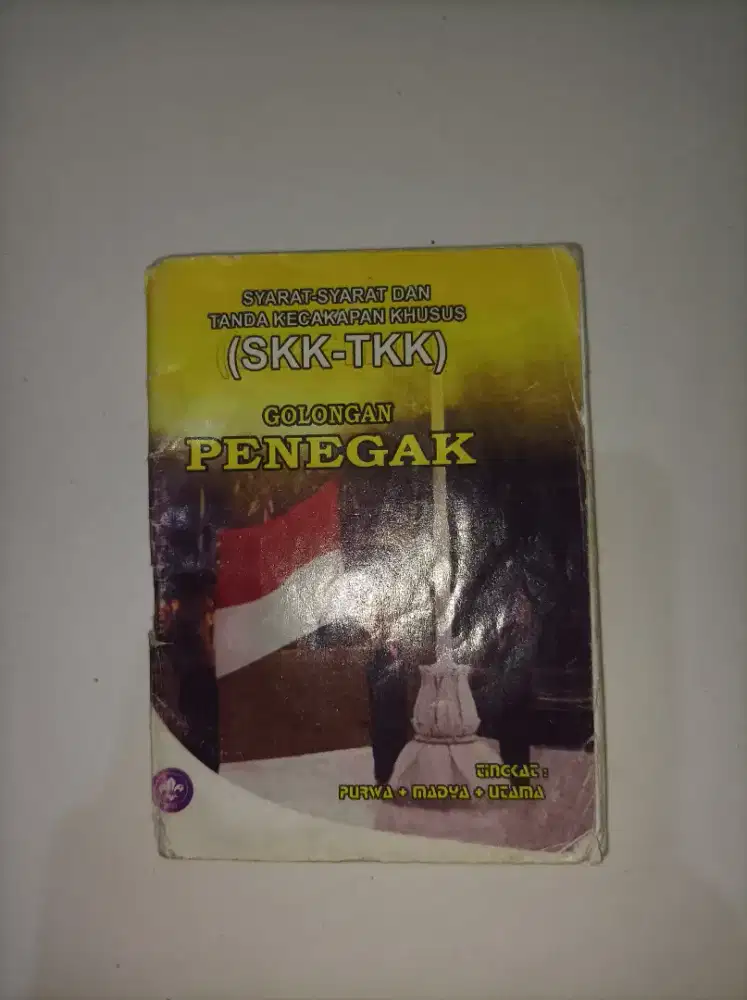 SYARAT-SYARAT DAN
TANDA KECAKAPAN KHUSUS
(SKK-TKK)
GOLONGAN
PENEGAK
TINGKAT :
PURWA + MADYA + UTAMA